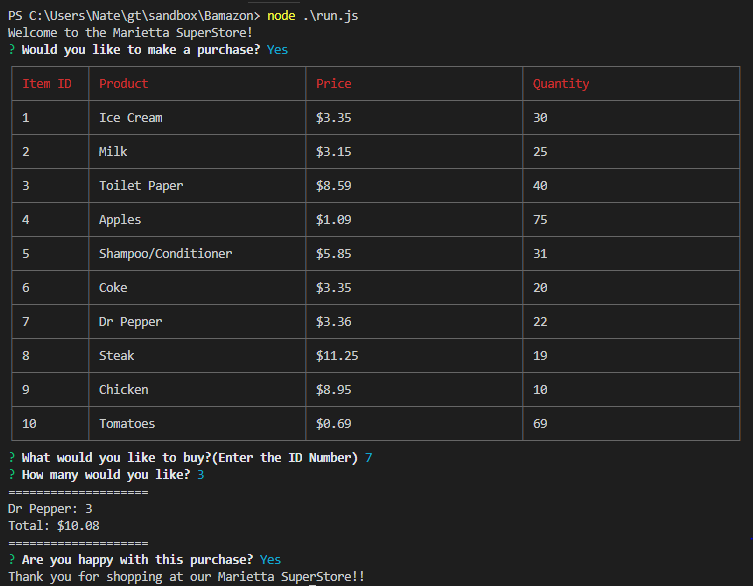 PS C:\Users\Nate\gt\sandbox\Bamazon> node .\run.js
Welcome to the Marietta SuperStore!
? Would you like to make a purchase? Yes
Item ID Product Price Quantity
1 Ice Cream $3.35 30
2 Milk $3.15 25
3 Toilet Paper $8.59 40
4 Apples $1.09 75
5 Shampoo/Conditioner $5.85 31
6 Coke $3.35 20
7 Dr Pepper $3.36 22
8 Steak $11.25 19
9 Chicken $8.95 10
10 Tomatoes $0.69 69
? What would you like to buy?(Enter the ID Number) 7
? How many would you like? 3
====================
Dr Pepper: 3
Total: $10.08
====================
? Are you happy with this purchase? Yes
Thank you for shopping at our Marietta SuperStore!!